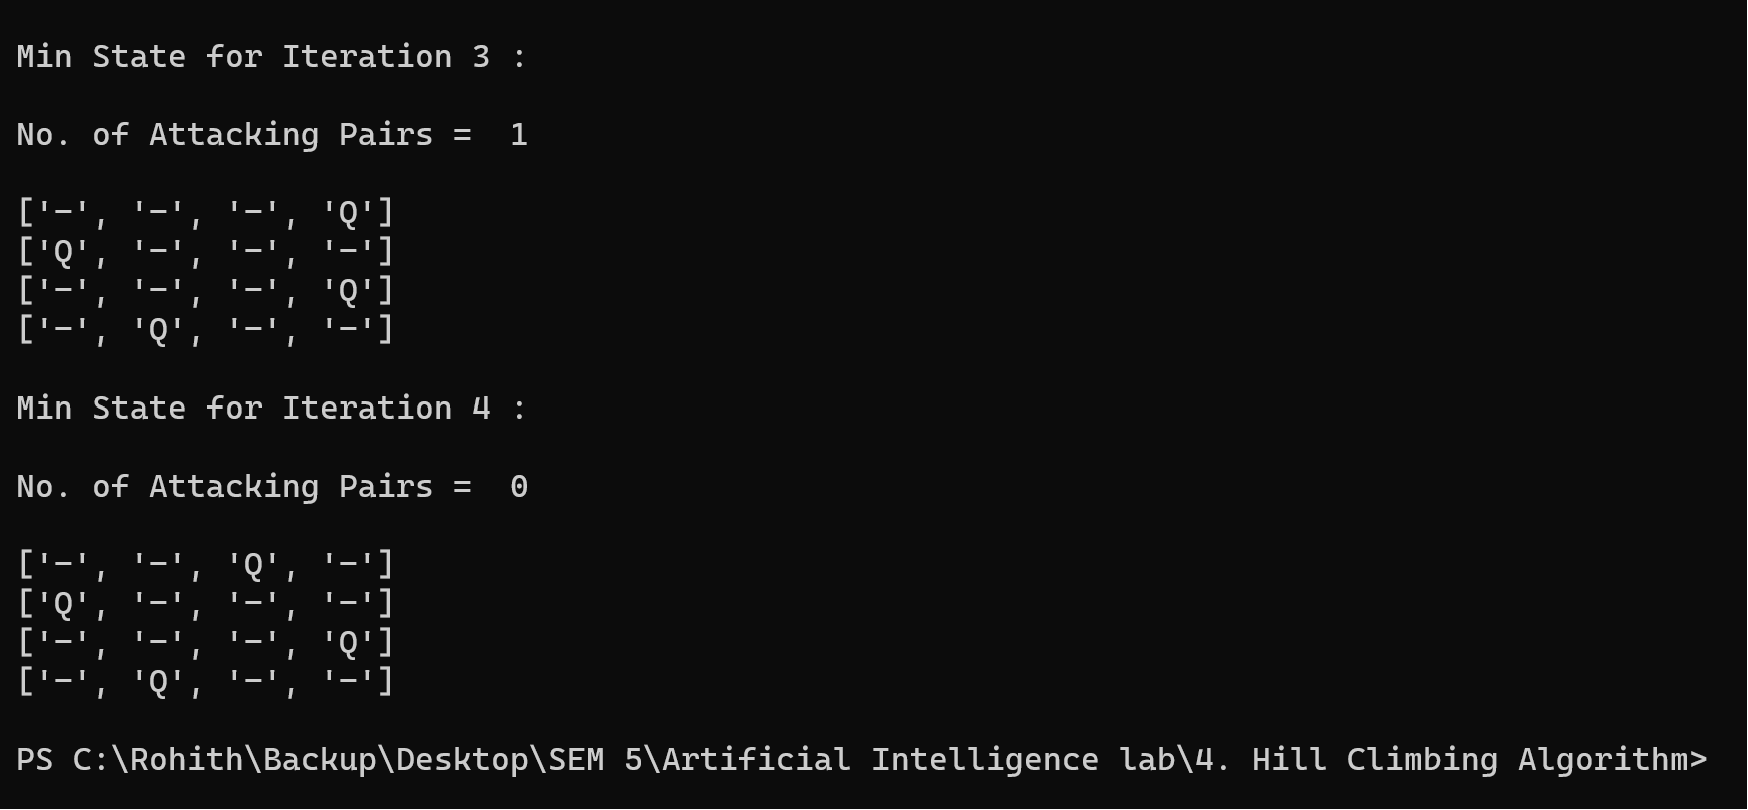 Min State for Iteration 3 :
No. of Attacking Pairs =  1
['-', '-', '-', 'Q']
['Q', '-', '-', '-']
['-', '-', '-', 'Q']
['-', 'Q', '-', '-']
Min State for Iteration 4 :
No. of Attacking Pairs =  0
['-', '-', 'Q', '-']
['Q', '-', '-', '-']
['-', '-', '-', 'Q']
['-', 'Q', '-', '-']
PS C:\Rohith\Backup\Desktop\SEM 5\Artificial Intelligence lab\4. Hill Climbing Algorithm>